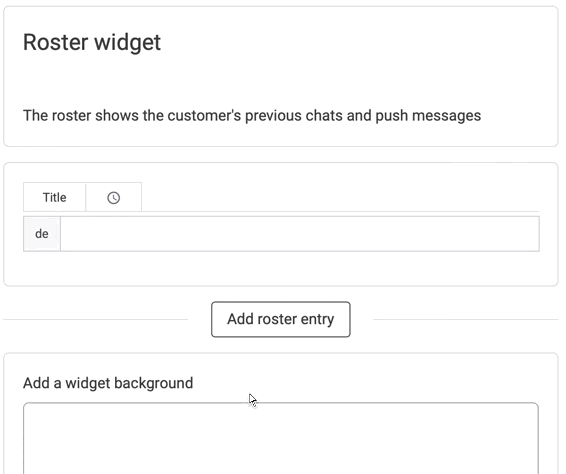 Roster widget
The roster shows the customer's previous chats and push messages
Title
de
Add roster entry
Add a widget background